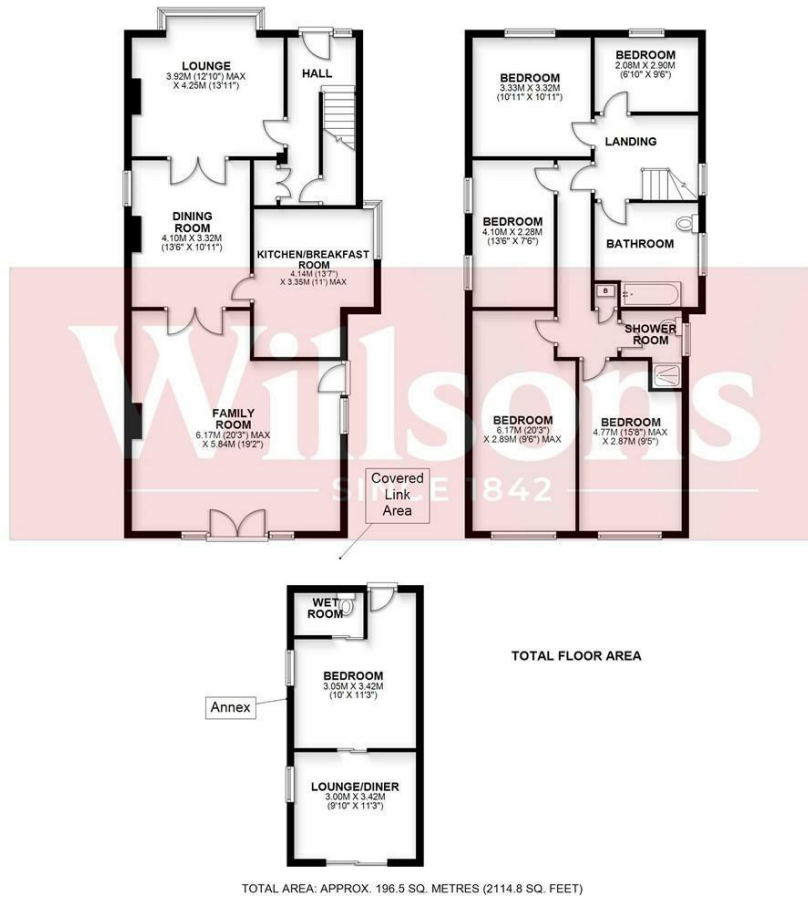 LOUNGE
3.92M (12'10") MAX
X 4.25M (13'11")
HALL
DINING
ROOM
4.10M X 3.32M
(13'6" X 10'11")
KITCHEN/BREAKFAST
ROOM
4.14M (13'7")
X 3.35M (11') MAX
FAMILY
ROOM
6.17M (20'3") MAX
X 5.84M (19'2")
BEDROOM
3.33M X 3.32M
(10'11" X 10'11")
BEDROOM
2.08M X 2.90M
(6'10" X 9'6")
LANDING
BEDROOM
4.10M X 2.28M
(13'6" X 7'6")
BATHROOM
B
SHOWER
ROOM
BEDROOM
6.17M (20'3")
X 2.89M (9'6") MAX
BEDROOM
4.77M (15'8") MAX
X 2.87M (9'5")
Willsons
SINCE 1842
Covered
Link
Area
WET
ROOM
BEDROOM
3.05M X 3.42M
(10' X 11'3")
Annex
LOUNGE/DINER
3.00M X 3.42M
(9'10" X 11'3")
TOTAL FLOOR AREA
TOTAL AREA: APPROX. 196.5 SQ. METRES (2114.8 SQ. FEET)